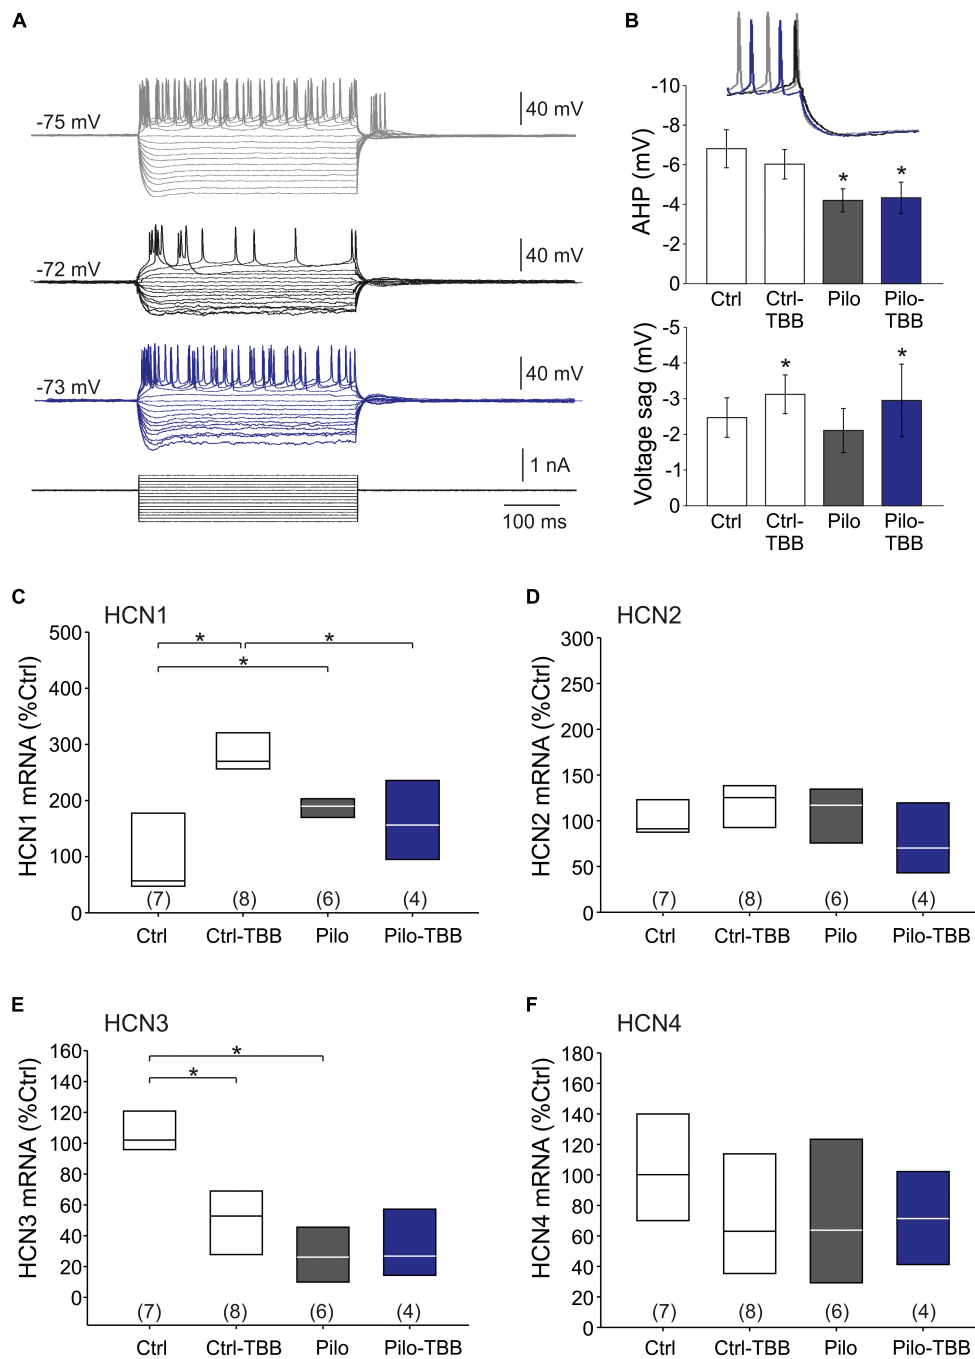 A
-75 mV
40 mV
-72 mV
40 mV
-73 mV
40 mV
1 nA
100 ms
B
AHP (mV)
-10
-8
-6
-4
-2
0
* *
Ctrl Ctrl-TBB Pilo Pilo-TBB
Voltage sag (mV)
-5
-4
-3
-2
-1
0
* *
Ctrl Ctrl-TBB Pilo Pilo-TBB
C
HCN1
HCN1 mRNA (%Ctrl)
500
400
300
200
100
0
* *
*
(7) (8) (6) (4)
Ctrl Ctrl-TBB Pilo Pilo-TBB
D
HCN2
HCN2 mRNA (%Ctrl)
300
250
200
150
100
50
0
(7) (8) (6) (4)
Ctrl Ctrl-TBB Pilo Pilo-TBB
E
HCN3
HCN3 mRNA (%Ctrl)
160
140
120
100
80
60
40
20
0
*
*
(7) (8) (6) (4)
Ctrl Ctrl-TBB Pilo Pilo-TBB
F
HCN4
HCN4 mRNA (%Ctrl)
180
160
140
120
100
80
60
40
20
0
(7) (8) (6) (4)
Ctrl Ctrl-TBB Pilo Pilo-TBB